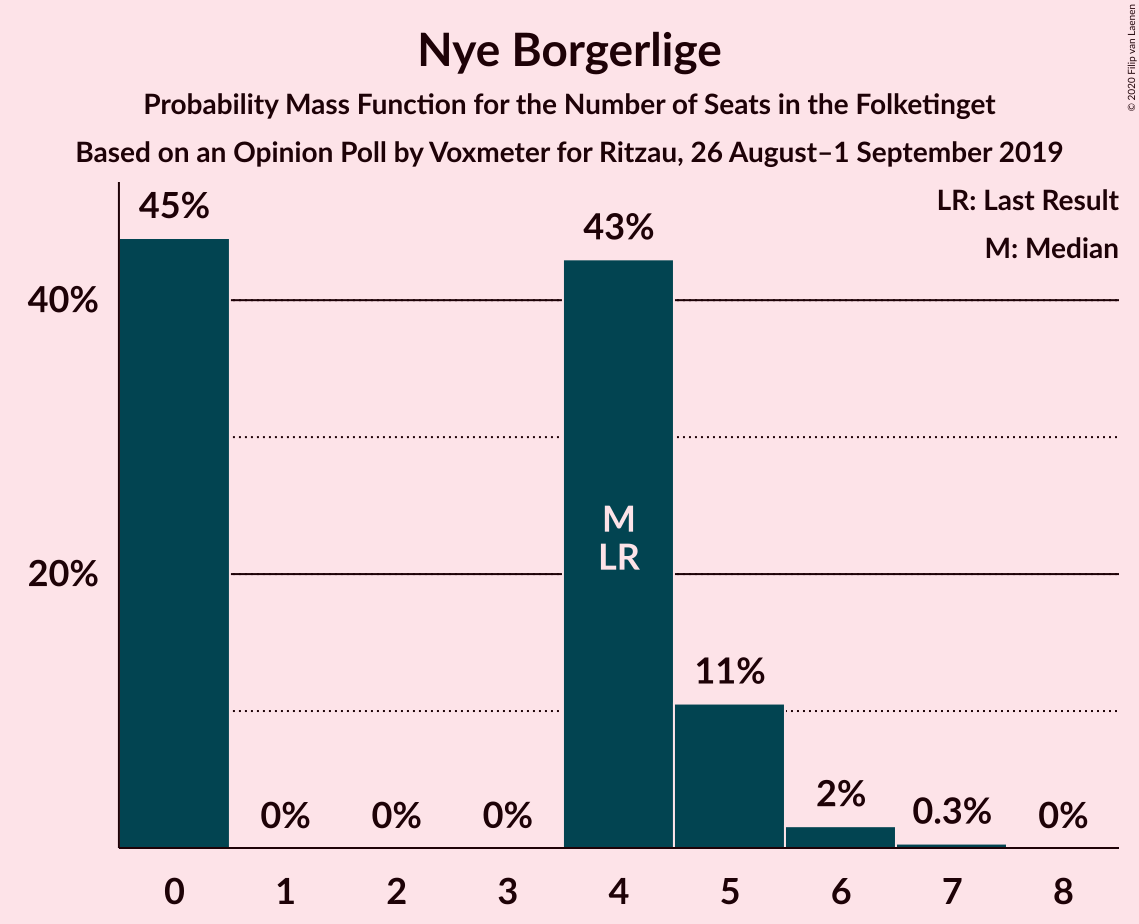 Nye Borgerlige
Probability Mass Function for the Number of Seats in the Folketinget
Based on an Opinion Poll by Voxmeter for Ritzau, 26 August–1 September 2019
© 2020 Filip van Laenen
LR: Last Result
M: Median
45%
43%
40%
M
LR
20%
11%
0%
0%
0%
2%
0.3%
0%
0 1 2 3 4 5 6 7 8